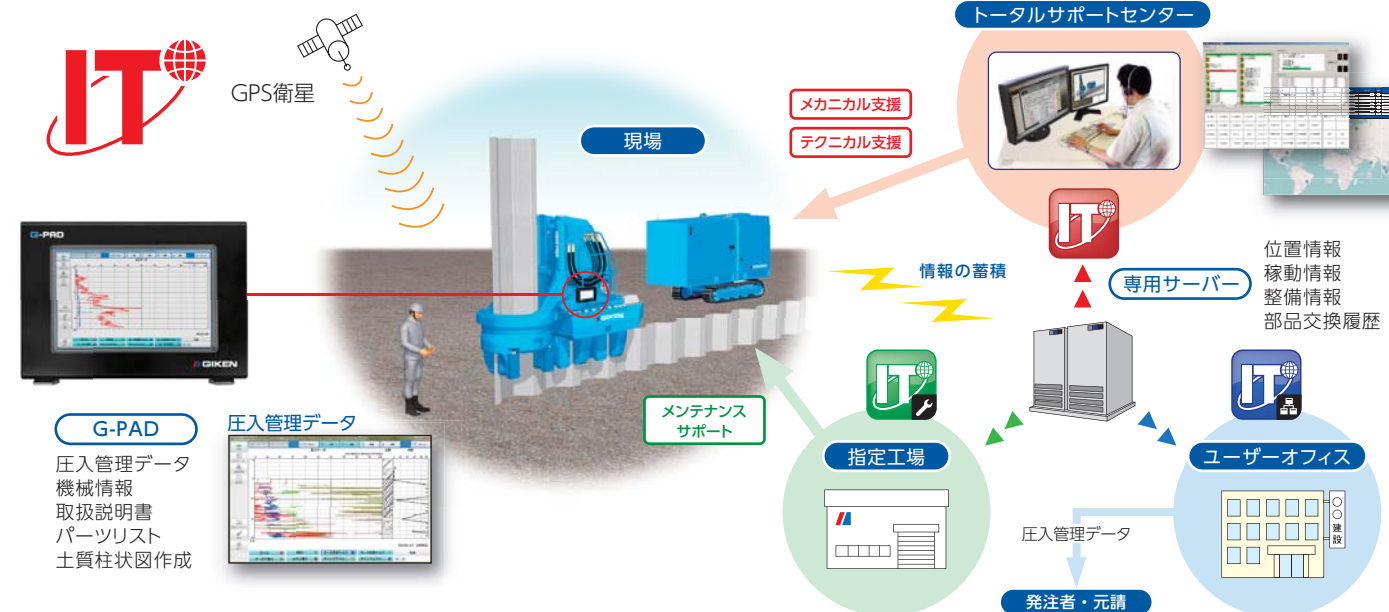 IT
GPS衛星
現場
トータルサポートセンター
メカニカル支援
テクニカル支援
IT
情報の蓄積
専用サーバー
位置情報
稼動情報
整備情報
部品交換履歴
G-PAD
GIKEN
G-PAD
圧入管理データ
機械情報
取扱説明書
パーツリスト
土質柱状図作成
圧入管理データ
メンテナンス
サポート
IT
指定工場
IT
ユーザーオフィス
○○建設
圧入管理データ
発注者・元請